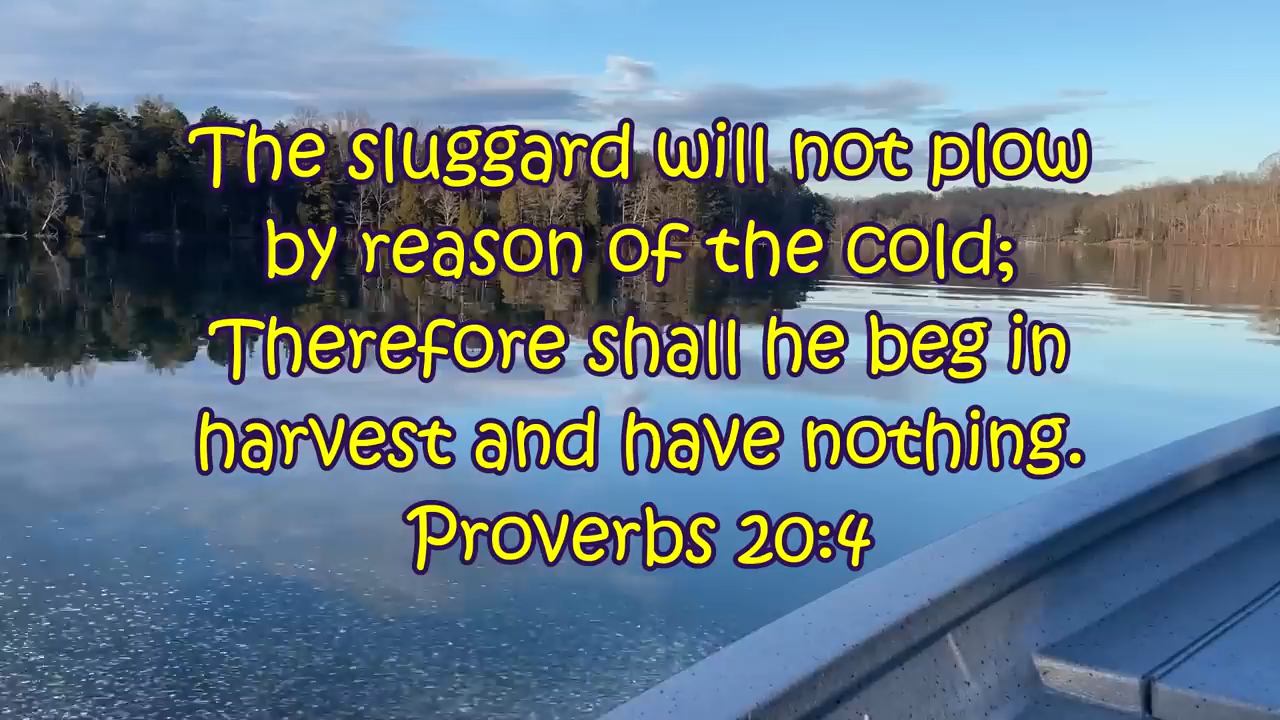 The sluggard will not plow
by reason of the cold;
Therefore shall he beg in
harvest and have nothing.
Proverbs 20:4